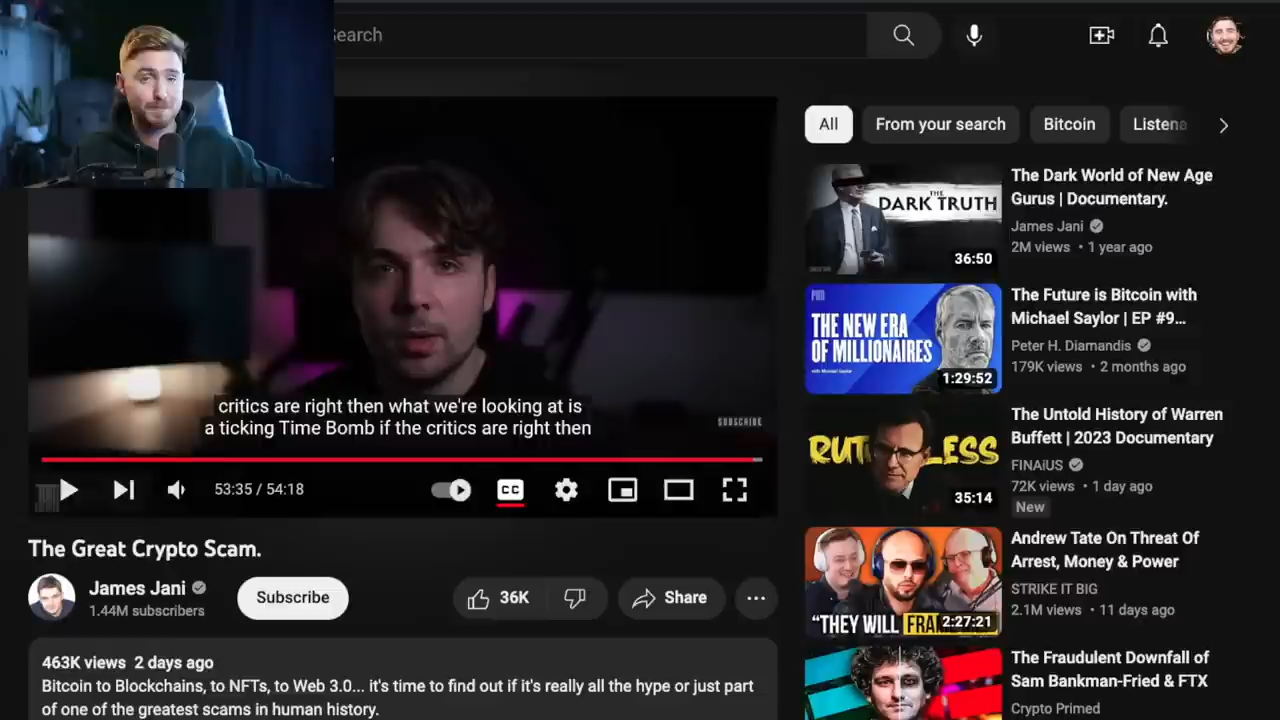 earch
All
From your search
Bitcoin
Listena
critics are right then what we're looking at is
a ticking Time Bomb if the critics are right then
SUBSCRIBE
53:35 / 54:18
CC
The Great Crypto Scam.
James Jani
1.44M subscribers
Subscribe
36K
Share
463K views 2 days ago
Bitcoin to Blockchains, to NFTs, to Web 3.0... it's time to find out if it's really all the hype or just part
of one of the greatest scams in human history.
THE
DARK TRUTH
36:50
The Dark World of New Age
Gurus | Documentary.
James Jani
2M views • 1 year ago
THE NEW ERA
OF MILLIONAIRES
with Michael Saylor
1:29:52
The Future is Bitcoin with
Michael Saylor | EP #9...
Peter H. Diamandis
179K views • 2 months ago
RUTHLESS
35:14
The Untold History of Warren
Buffett | 2023 Documentary
FINAiUS
72K views • 1 day ago
New
"THEY WILL FRA
2:27:21
Andrew Tate On Threat Of
Arrest, Money & Power
STRIKE IT BIG
2.1M views • 11 days ago
The Fraudulent Downfall of
Sam Bankman-Fried & FTX
Crypto Primed